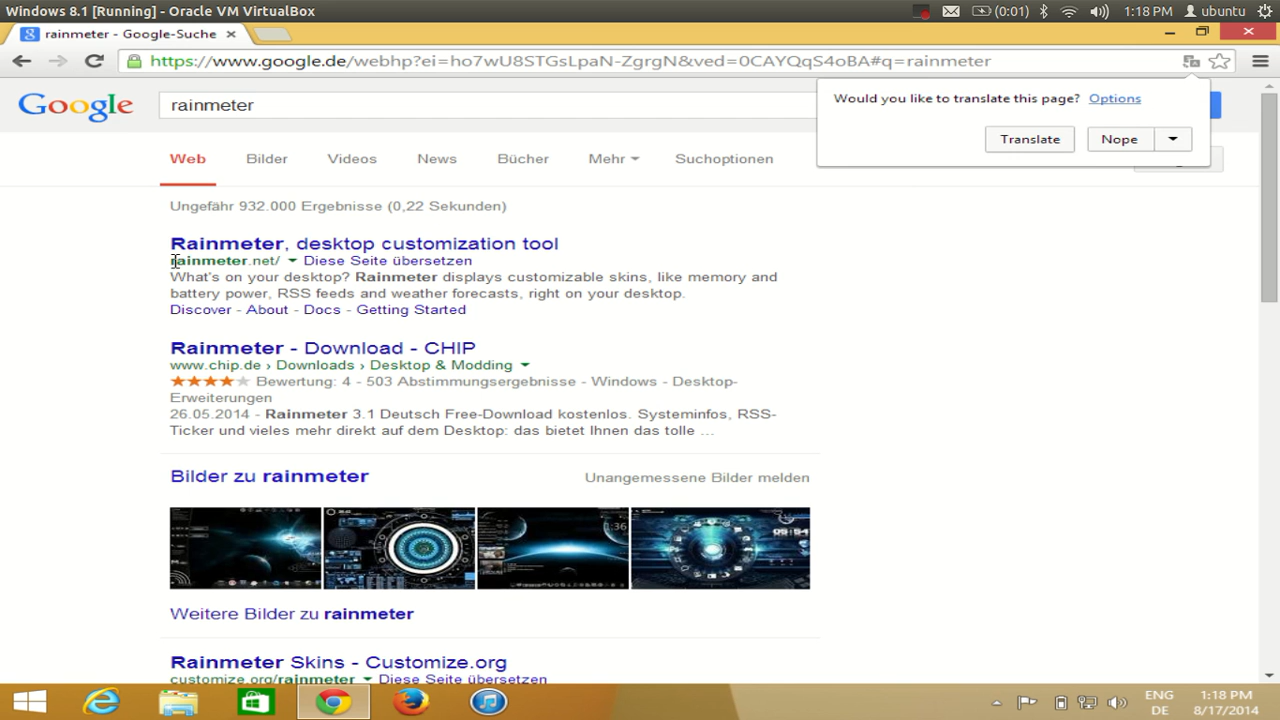 Windows 8.1 [Running] - Oracle VM VirtualBox
(0:01)
1:18 PM
ubuntu
rainmeter - Google-Suche
https://www.google.de/webhp?ei=ho7wU8STGsLpaN-ZgrgN&ved=0CAYQqS4oBA#q=rainmeter
Google
rainmeter
Would you like to translate this page? Options
Translate
Nope
Web
Bilder
Videos
News
Bücher
Mehr
Suchoptionen
Ungefähr 932.000 Ergebnisse (0,22 Sekunden)
Rainmeter, desktop customization tool
rainmeter.net/ Diese Seite übersetzen
What's on your desktop? Rainmeter displays customizable skins, like memory and
battery power, RSS feeds and weather forecasts, right on your desktop.
Discover - About - Docs - Getting Started
Rainmeter - Download - CHIP
www.chip.de › Downloads › Desktop & Modding
Bewertung: 4 - 503 Abstimmungsergebnisse - Windows - Desktop-
Erweiterungen
26.05.2014 - Rainmeter 3.1 Deutsch Free-Download kostenlos. Systeminfos, RSS-
Ticker und vieles mehr direkt auf dem Desktop: das bietet Ihnen das tolle ...
Bilder zu rainmeter
Unangemessene Bilder melden
Weitere Bilder zu rainmeter
Rainmeter Skins - Customize.org
customize.org/rainmeter Diese Seite übersetzen
ENG
DE
1:18 PM
8/17/2014